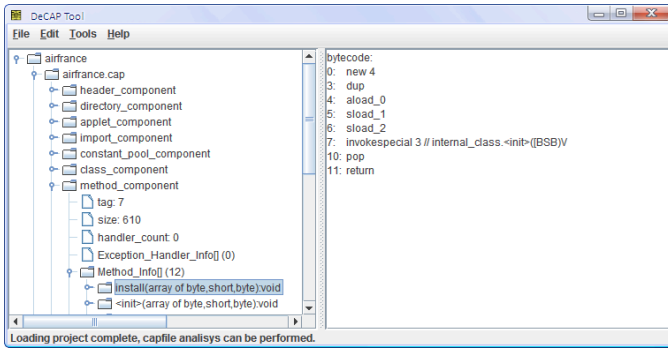 DeCAP Tool
File Edit Tools Help
airfrance
airfrance.cap
header_component
directory_component
applet_component
import_component
constant_pool_component
class_component
method_component
tag: 7
size: 610
handler_count: 0
Exception_Handler_Info[] (0)
Method_Info[] (12)
install(array of byte,short,byte):void
<init>(array of byte,short,byte):void
bytecode:
0: new 4
3: dup
4: aload_0
5: sload_1
6: sload_2
7: invokespecial 3 // internal_class.<init>([BSB)V
10: pop
11: return
Loading project complete, capfile analisys can be performed.